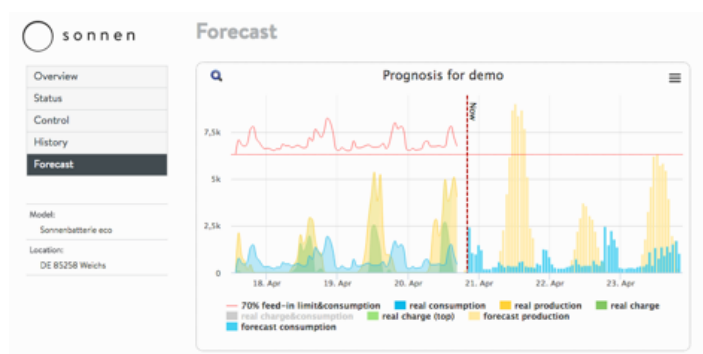 sonnen
Forecast
Overview
Status
Control
History
Forecast
Model:
Sonnenbatterie eco
Location:
DE 85258 Weichs
Prognosis for demo
Now
7,5k
5k
2,5k
0
18. Apr 19. Apr 20. Apr 21. Apr 22. Apr 23. Apr
70% feed-in limit&consumption real consumption real production real charge
real charge&consumption real charge (top) forecast production
forecast consumption